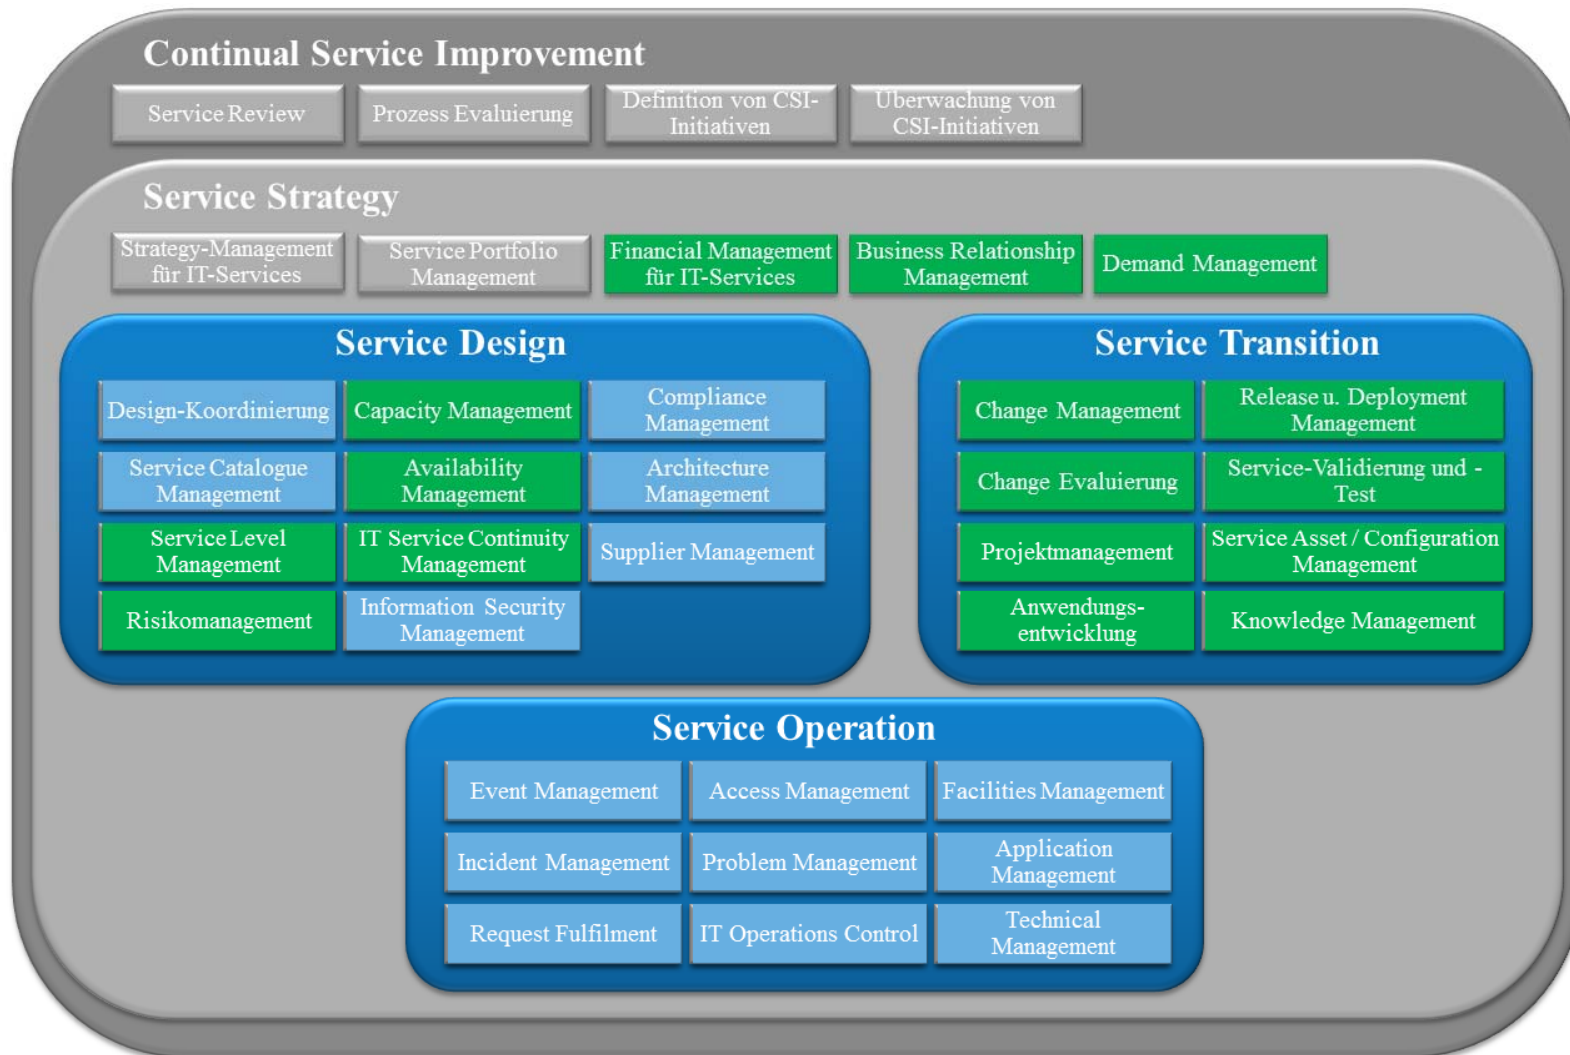 Continual Service Improvement
Service Review
Prozess Evaluierung
Definition von CSI-
Initiativen
Überwachung von
CSI-Initiativen
Service Strategy
Strategy-Management
für IT-Services
Service Portfolio
Management
Financial Management
für IT-Services
Business Relationship
Management
Demand Management
Service Design
Design-Koordinierung
Capacity Management
Compliance
Management
Service Catalogue
Management
Availability
Management
Architecture
Management
Service Level
Management
IT Service Continuity
Management
Supplier Management
Risikomanagement
Information Security
Management
Service Transition
Change Management
Release u. Deployment
Management
Change Evaluierung
Service-Validierung und -
Test
Projektmanagement
Service Asset / Configuration
Management
Anwendungs-
entwicklung
Knowledge Management
Service Operation
Event Management
Access Management
Facilities Management
Incident Management
Problem Management
Application
Management
Request Fulfilment
IT Operations Control
Technical
Management